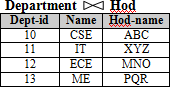 Department ⋈ Hod
Dept-id Name Hod-name
10 CSE ABC
11 IT XYZ
12 ECE MNO
13 ME PQR